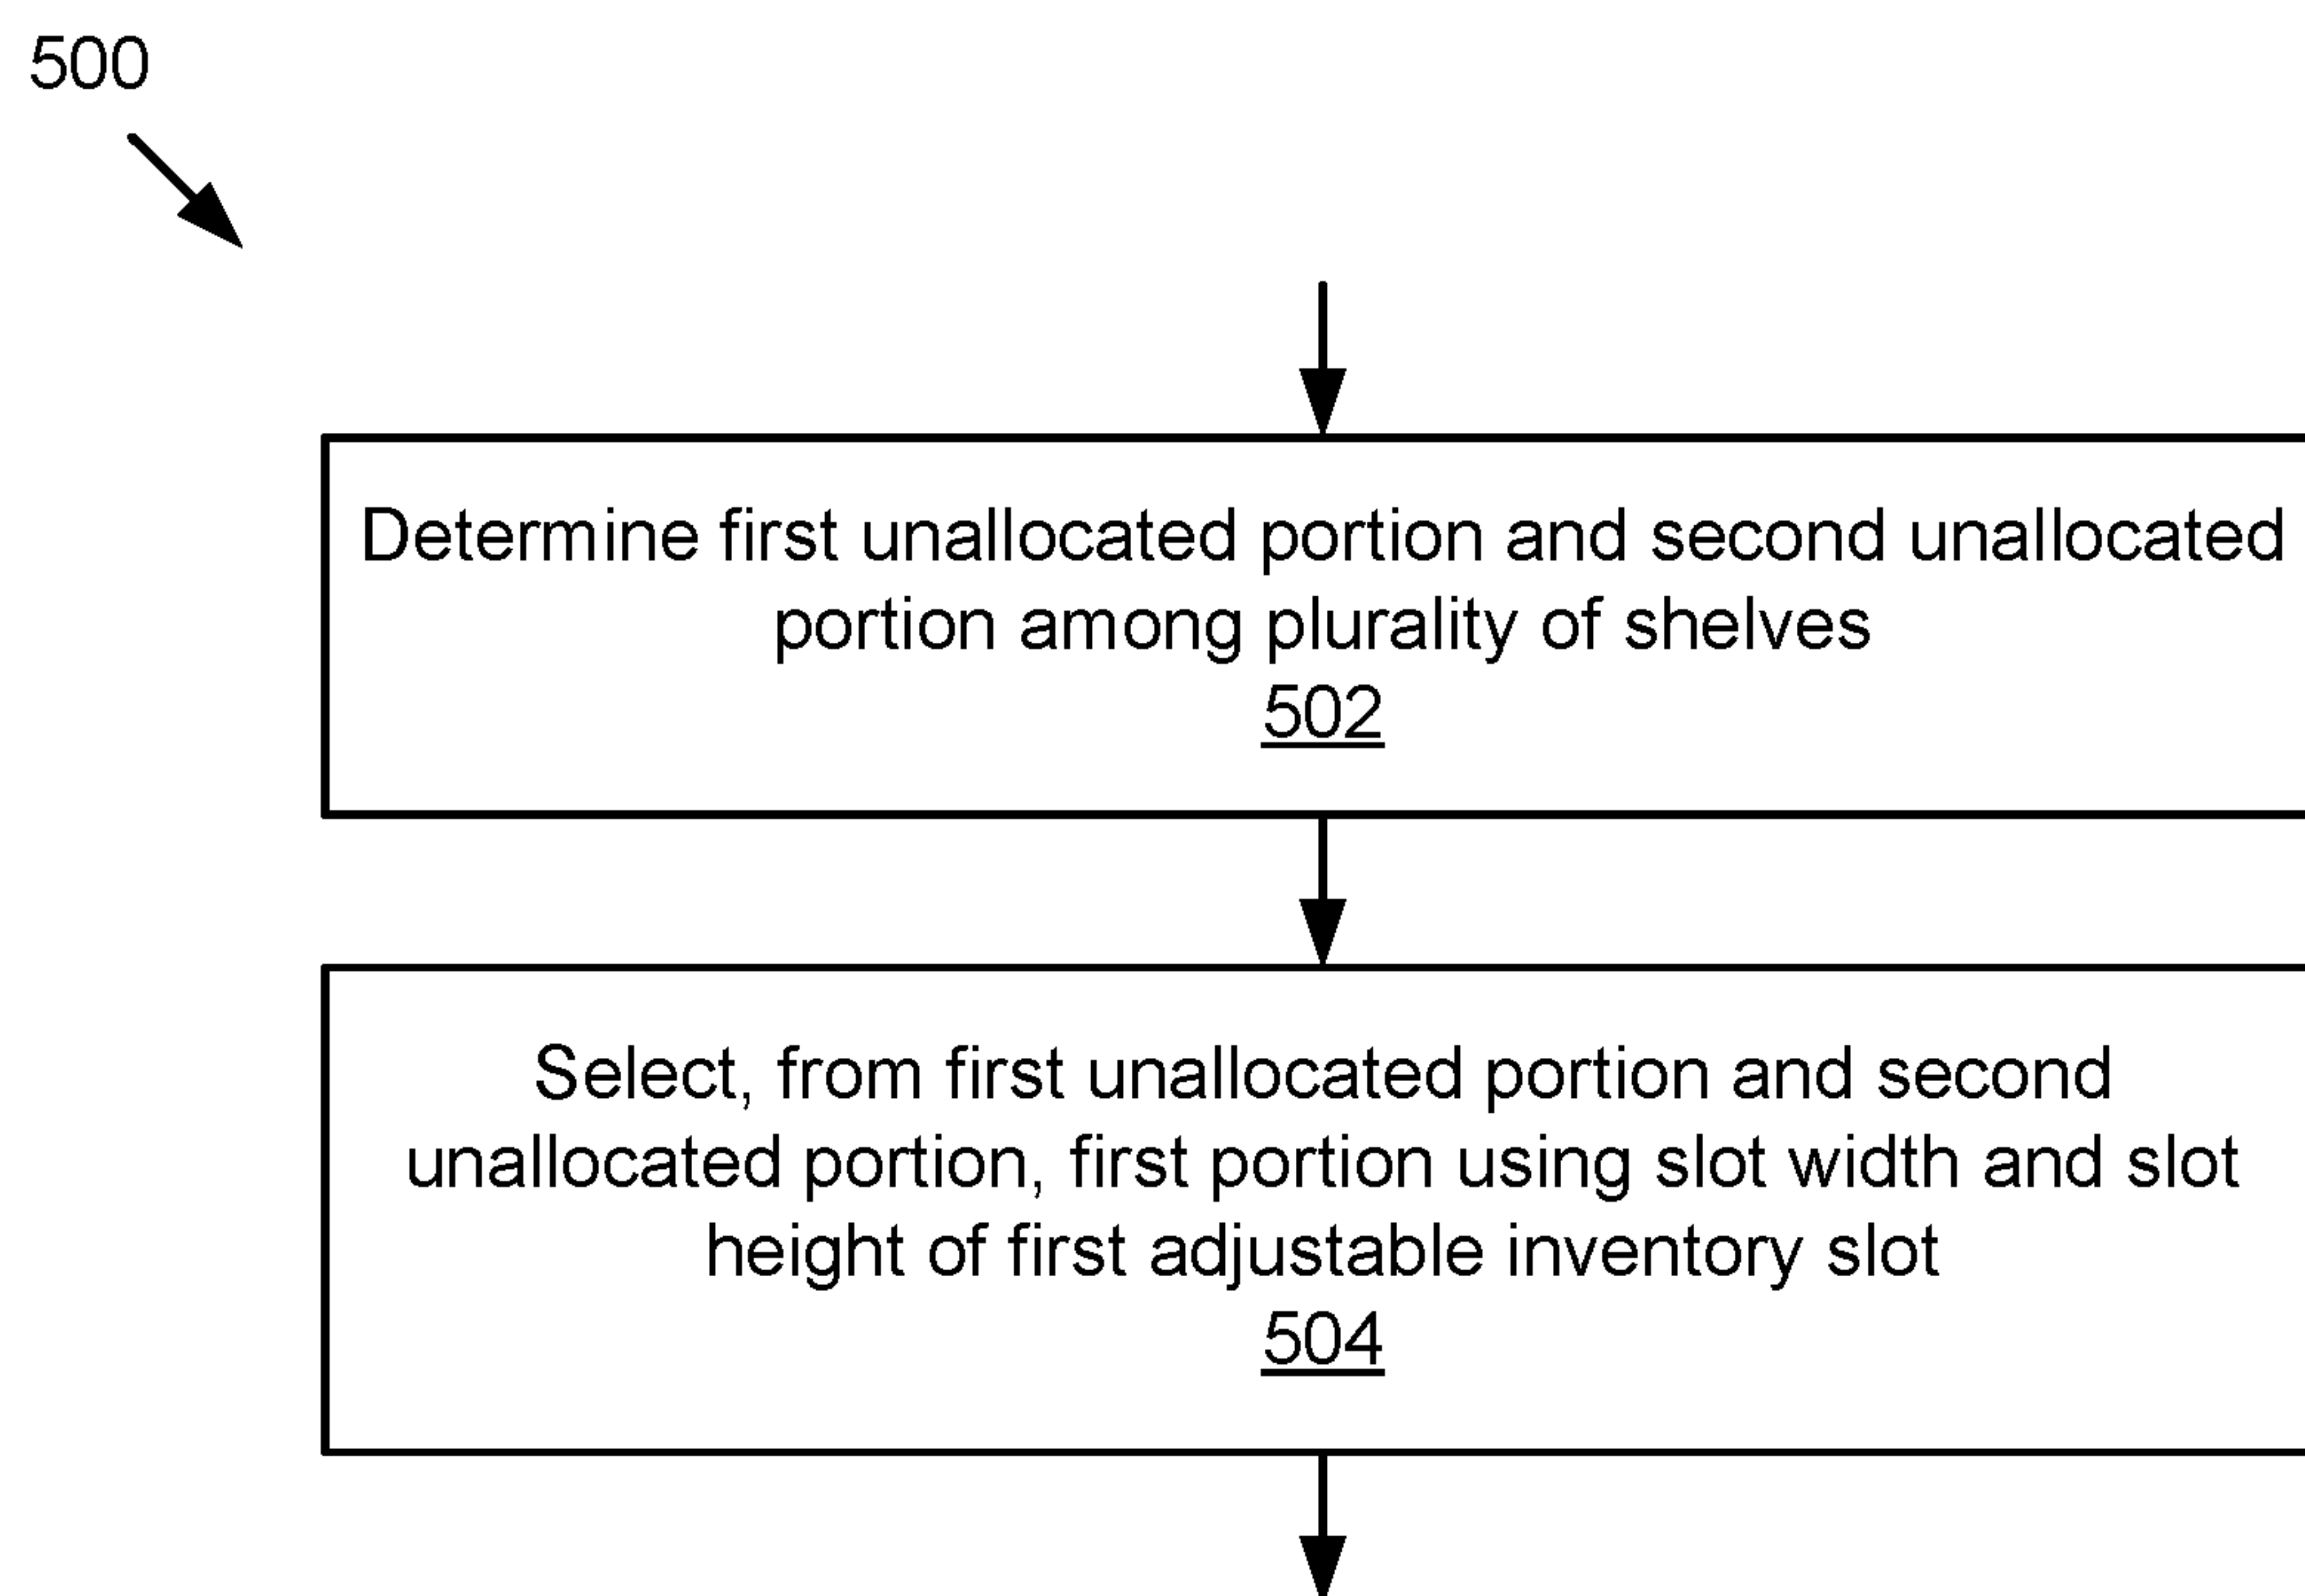 500
Determine first unallocated portion and second unallocated
portion among plurality of shelves
502
Select, from first unallocated portion and second
unallocated portion, first portion using slot width and slot
height of first adjustable inventory slot
504